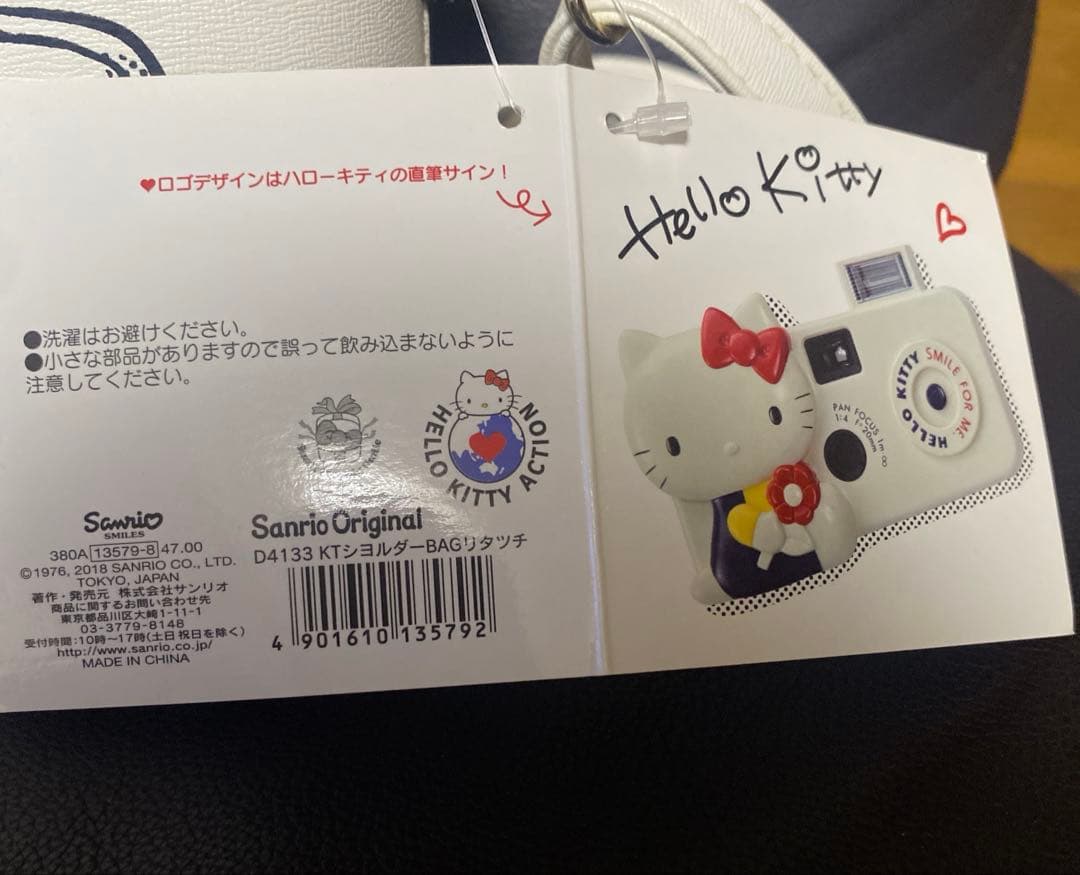 ♥ロゴデザインはハローキティの直筆サイン！
●洗濯はお避けください。
●小さな部品がありますので誤って飲み込まないように
注意してください。
HELLO KITTY ACTION
Sanrio
SMILES
380A 13579-8 47.00
©1976, 2018 SANRIO CO., LTD.
TOKYO, JAPAN
著作・発売元 株式会社サンリオ
商品に関するお問い合わせ先
東京都品川区大崎1-11-1
03-3779-8148
受付時間:10時〜17時(土日祝日を除く)
http://www.sanrio.co.jp/
MADE IN CHINA
Sanrio Original
D4133 KTシヨルダーBAGリタツチ
4 901610 135792
Hello Kitty
HELLO KITTY SMILE FOR ME
PAN FOCUS 1m-∞
1:4 F=20mm